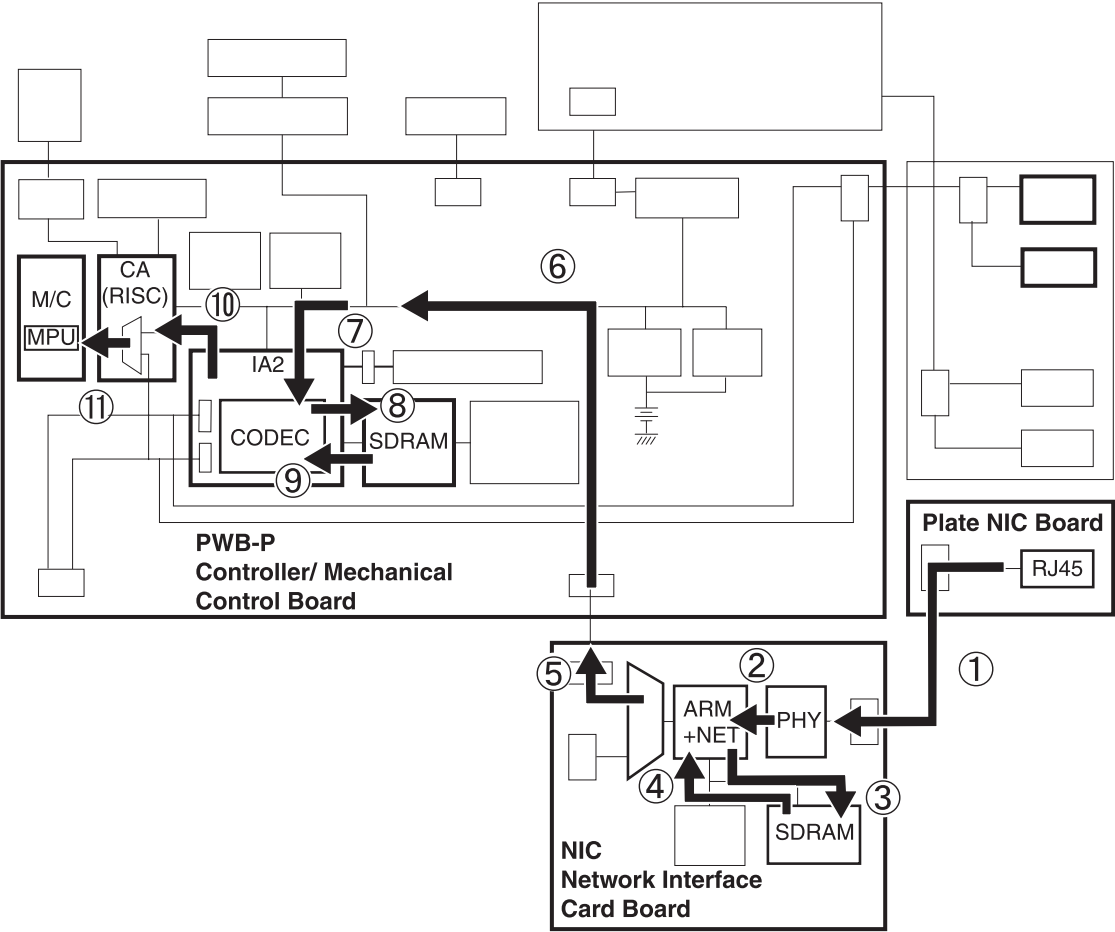 ⑥
CA
(RISC)
M/C
MPU
⑩
⑦
IA2
⑪
⑧
CODEC
SDRAM
⑨
PWB-P
Controller/ Mechanical
Control Board
Plate NIC Board
RJ45
①
⑤
②
ARM
+NET
PHY
④
③
SDRAM
NIC
Network Interface
Card Board